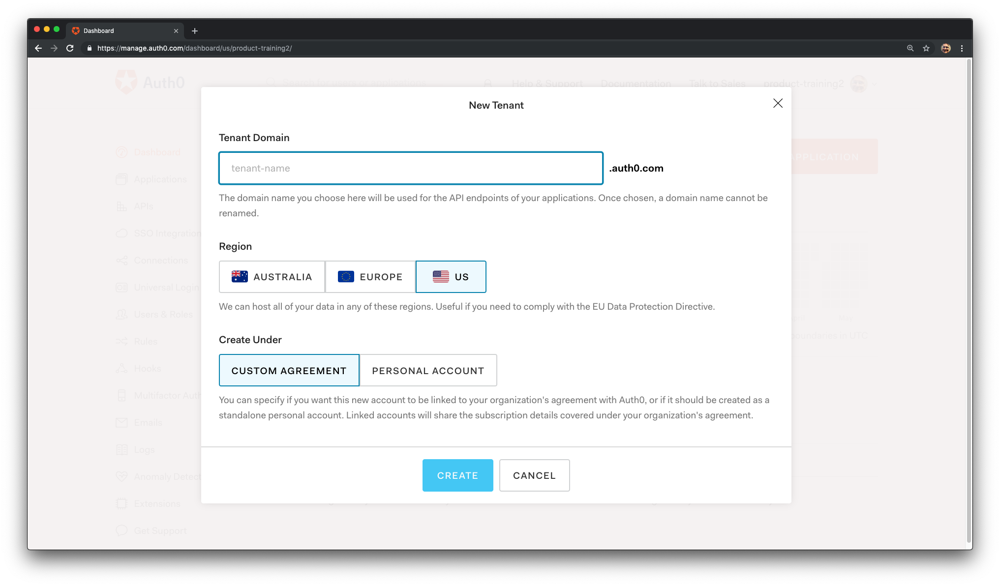 Dashboard
https://manage.auth0.com/dashboard/us/product-training2/
Auth0
Search for users or applications
Help & Support
Documentation
Talk to Sales
product-training2
New Tenant
Dashboard
Applications
APIs
SSO Integration
Connections
Universal Login
Users & Roles
Rules
Hooks
Multifactor Auth
Emails
Logs
Anomaly Detect
Extensions
Get Support
Tenant Domain
tenant-name
.auth0.com
The domain name you choose here will be used for the API endpoints of your applications. Once chosen, a domain name cannot be
renamed.
Region
AUSTRALIA
EUROPE
US
We can host all of your data in any of these regions. Useful if you need to comply with the EU Data Protection Directive.
Create Under
CUSTOM AGREEMENT
PERSONAL ACCOUNT
You can specify if you want this new account to be linked to your organization's agreement with Auth0, or if it should be created as a
standalone personal account. Linked accounts will share the subscription details covered under your organization's agreement.
CREATE
CANCEL
APPLICATION
May
boundaries in UTC